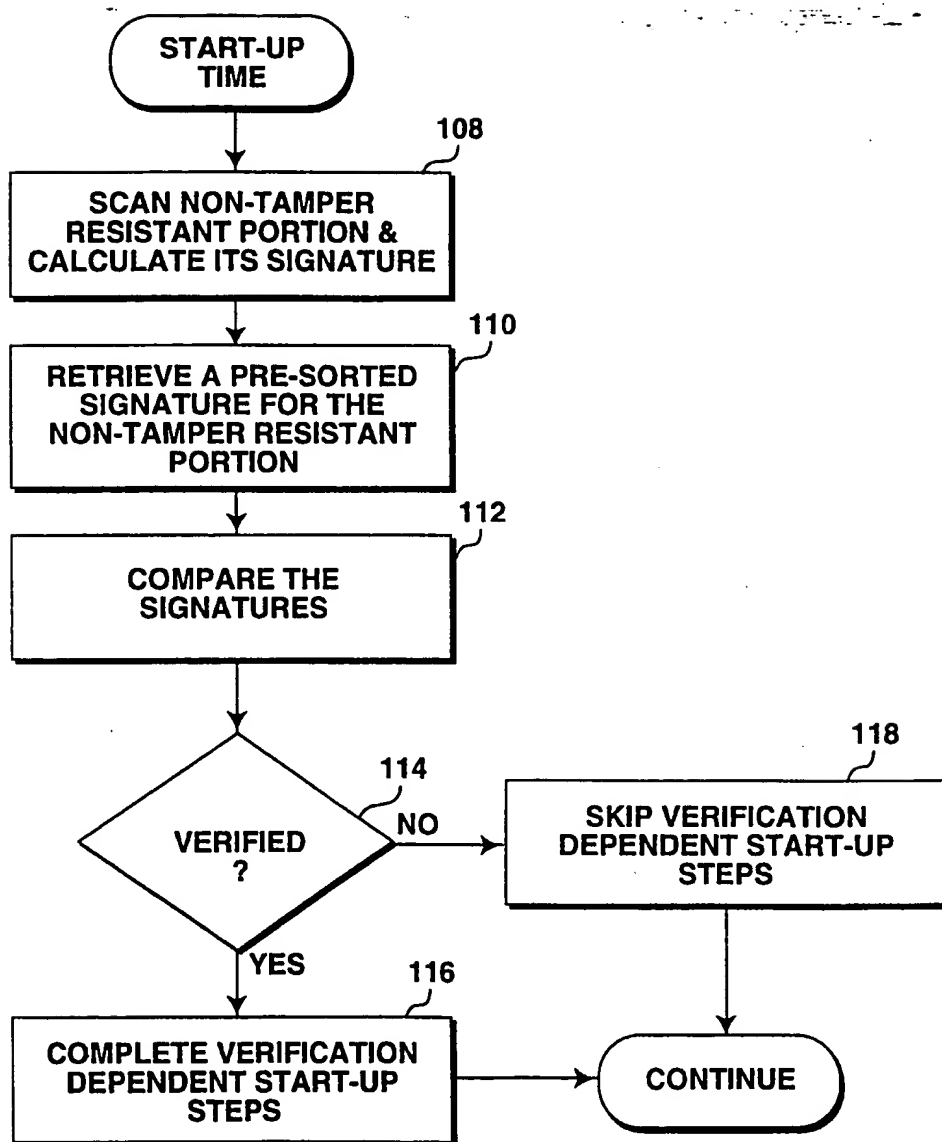 START-UP
TIME
108
SCAN NON-TAMPER
RESISTANT PORTION &
CALCULATE ITS SIGNATURE
110
RETRIEVE A PRE-SORTED
SIGNATURE FOR THE
NON-TAMPER RESISTANT
PORTION
112
COMPARE THE
SIGNATURES
114
VERIFIED
?
NO
118
SKIP VERIFICATION
DEPENDENT START-UP
STEPS
YES
116
COMPLETE VERIFICATION
DEPENDENT START-UP
STEPS
CONTINUE